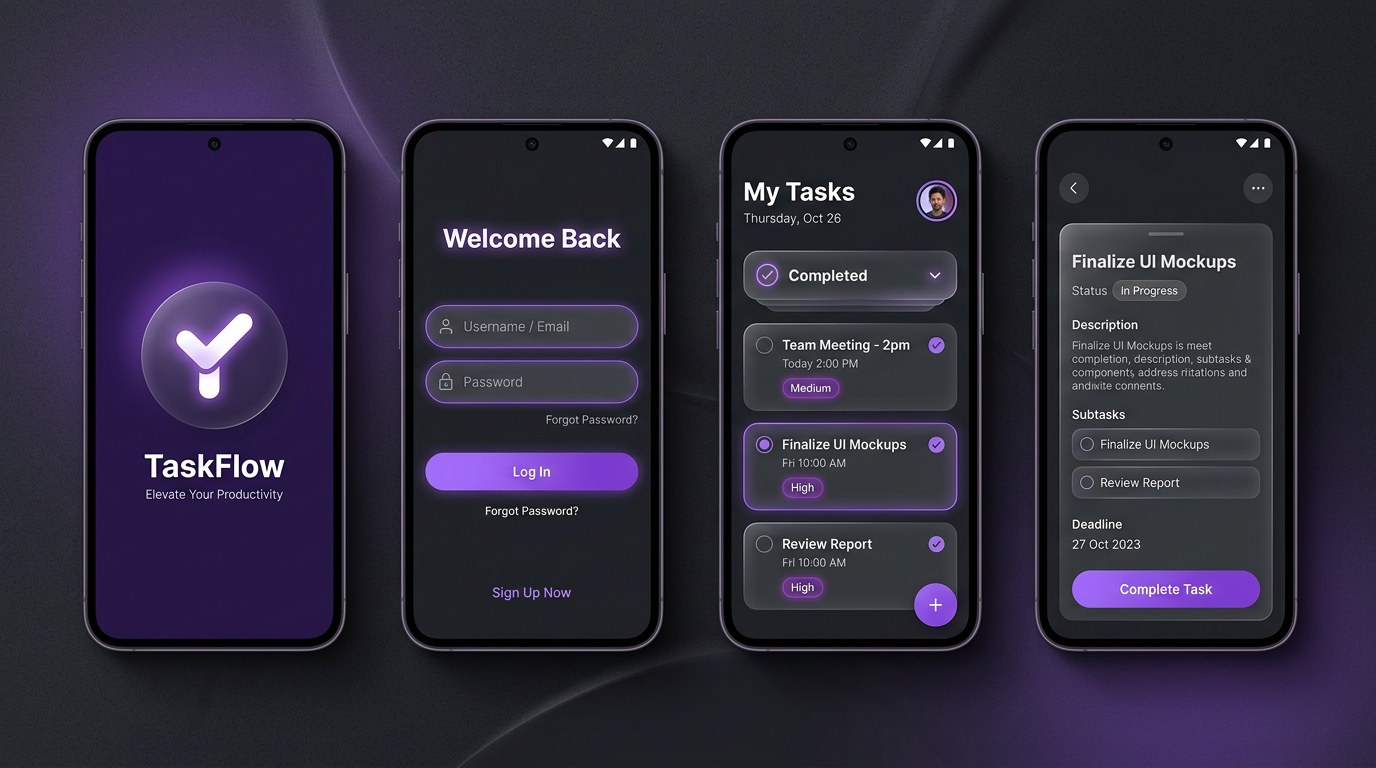 TaskFlow
Elevate Your Productivity
Welcome Back
Username / Email
Password
Forgot Password?
Log In
Forgot Password?
Sign Up Now
My Tasks
Thursday, Oct 26
Completed
Team Meeting - 2pm
Today 2:00 PM
Medium
Finalize UI Mockups
Fri 10:00 AM
High
Review Report
Fri 10:00 AM
High
Finalize UI Mockups
Status In Progress
Description
Finalize UI Mockups is meet
completion, description, subtasks &
components, address and
Subtasks
Finalize UI Mockups
Review Report
Deadline
27 Oct 2023
Complete Task